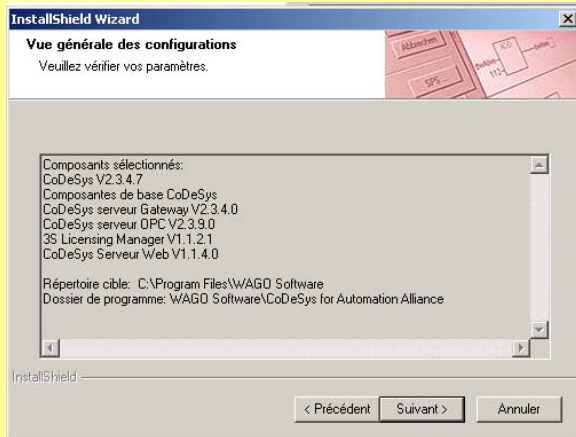 InstallShield Wizard
Vue générale des configurations
Veuillez vérifier vos paramètres.
Abbrechen
SPS ...
Composants sélectionnés:
CoDeSys V2.3.4.7
Composantes de base CoDeSys
CoDeSys serveur Gateway V2.3.4.0
CoDeSys serveur OPC V2.3.9.0
3S Licensing Manager V1.1.2.1
CoDeSys Serveur Web V1.1.4.0
Répertoire cible: C:\Program Files\WAGO Software
Dossier de programme: WAGO Software\CoDeSys for Automation Alliance
InstallShield
< Précédent
Suivant >
Annuler